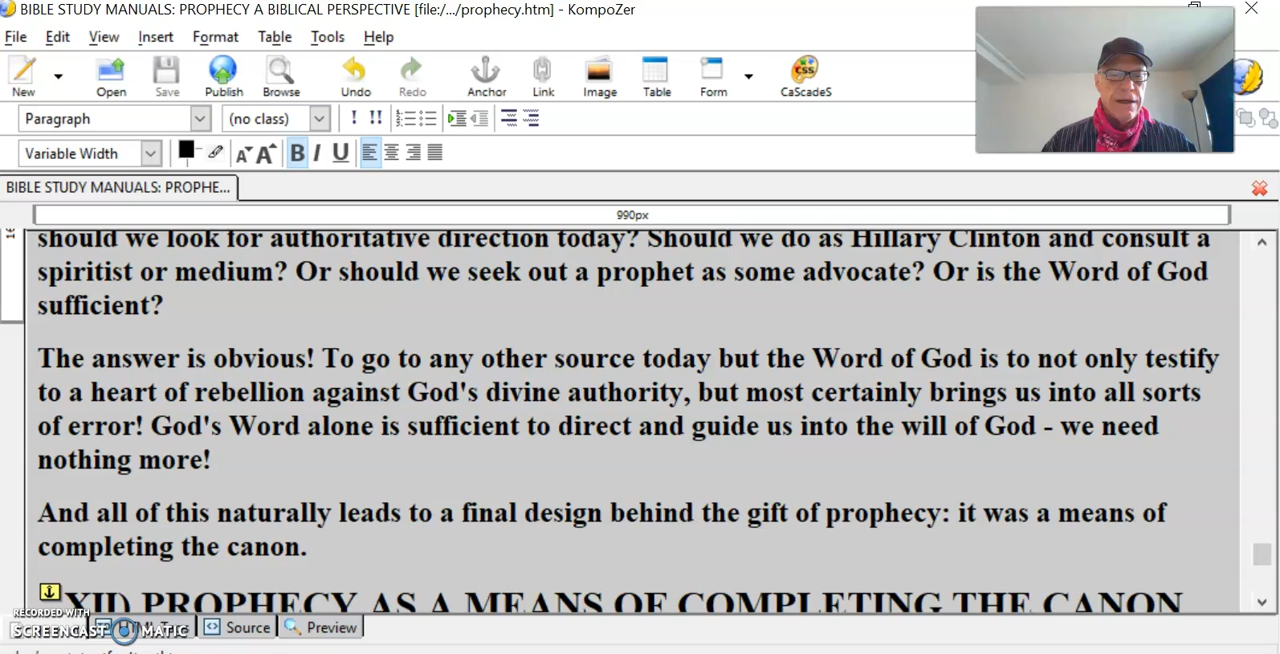 BIBLE STUDY MANUALS: PROPHECY A BIBLICAL PERSPECTIVE [file:/.../prophecy.htm] - KompoZer
File Edit View Insert Format Table Tools Help
New Open Save Publish Browse Undo Redo Anchor Link Image Table Form CaScadeS
Paragraph (no class)
Variable Width
BIBLE STUDY MANUALS: PROPHE...
990px
should we look for authoritative direction today? Should we do as Hillary Clinton and consult a
spiritist or medium? Or should we seek out a prophet as some advocate? Or is the Word of God
sufficient?
The answer is obvious! To go to any other source today but the Word of God is to not only testify
to a heart of rebellion against God's divine authority, but most certainly brings us into all sorts
of error! God's Word alone is sufficient to direct and guide us into the will of God - we need
nothing more!
And all of this naturally leads to a final design behind the gift of prophecy: it was a means of
completing the canon.
XII) PROPHECY AS A MEANS OF COMPLETING THE CANON
RECORDED WITH
SCREENCAST MATIC
Source Preview